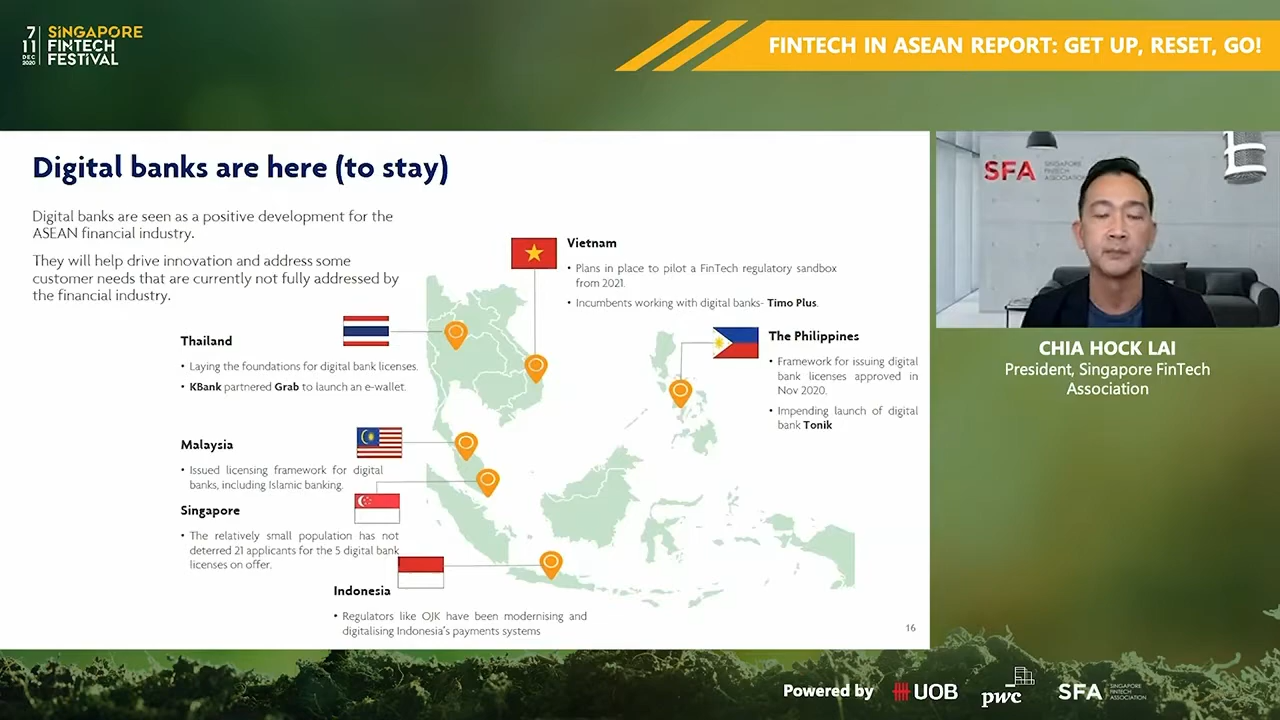 7
11
DEC
2020
SINGAPORE
FINTECH
FESTIVAL
FINTECH IN ASEAN REPORT: GET UP, RESET, GO!
Digital banks are here (to stay)
Digital banks are seen as a positive development for the
ASEAN financial industry.
They will help drive innovation and address some
customer needs that are currently not fully addressed by
the financial industry.
Vietnam
• Plans in place to pilot a FinTech regulatory sandbox
from 2021.
• Incumbents working with digital banks- Timo Plus.
Thailand
• Laying the foundations for digital bank licenses.
• KBank partnered Grab to launch an e-wallet.
The Philippines
• Framework for issuing digital
bank licenses approved in
Nov 2020.
• Impending launch of digital
bank Tonik
Malaysia
• Issued licensing framework for digital
banks, including Islamic banking.
Singapore
• The relatively small population has not
deterred 21 applicants for the 5 digital bank
licenses on offer.
Indonesia
• Regulators like OJK have been modernising and
digitalising Indonesia's payments systems
16
SFA
SINGAPORE
FINTECH
ASSOCIATION
CHIA HOCK LAI
President, Singapore FinTech
Association
Powered by
UOB
pwc
SFA
SINGAPORE
FINTECH
ASSOCIATION